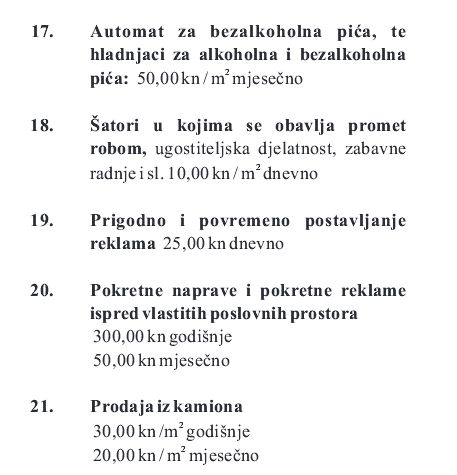 17. Automat za bezalkoholna pića, te
hladnjaci za alkoholna i bezalkoholna
pića: 50,00 kn / m² mjesečno
18. Šatori u kojima se obavlja promet
robom, ugostiteljska djelatnost, zabavne
radnje i sl. 10,00 kn / m² dnevno
19. Prigodno i povremeno postavljanje
reklama 25,00 kn dnevno
20. Pokretne naprave i pokretne reklame
ispred vlastitih poslovnih prostora
300,00 kn godišnje
50,00 kn mjesečno
21. Prodaja iz kamiona
30,00 kn /m² godišnje
20,00 kn / m² mjesečno